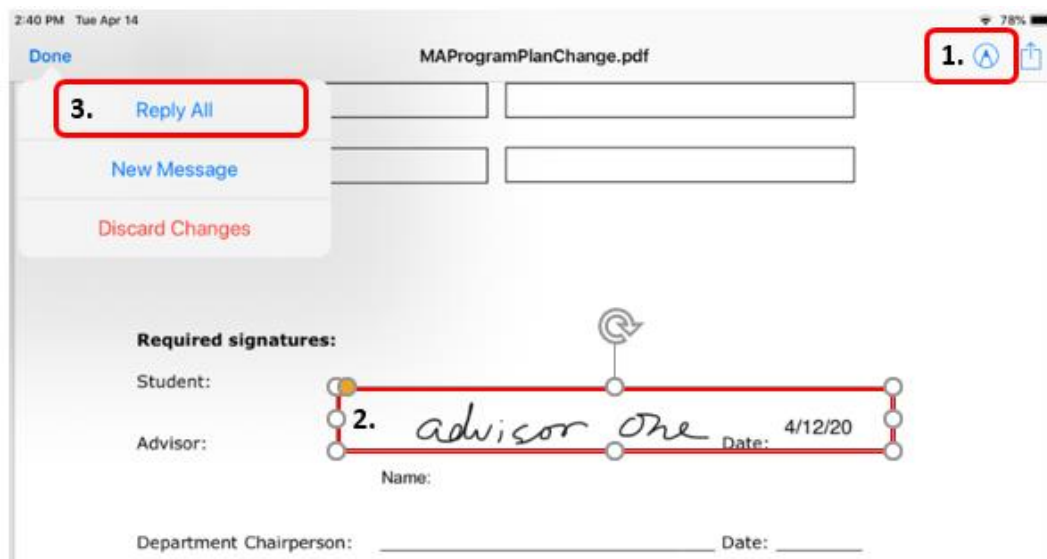 2:40 PM Tue Apr 14 78%
Done MAProgramPlanChange.pdf 1.
3. Reply All
New Message
Discard Changes
Required signatures:
Student:
2. advisor one 4/12/20
Advisor: Date:
Name:
Department Chairperson: Date: